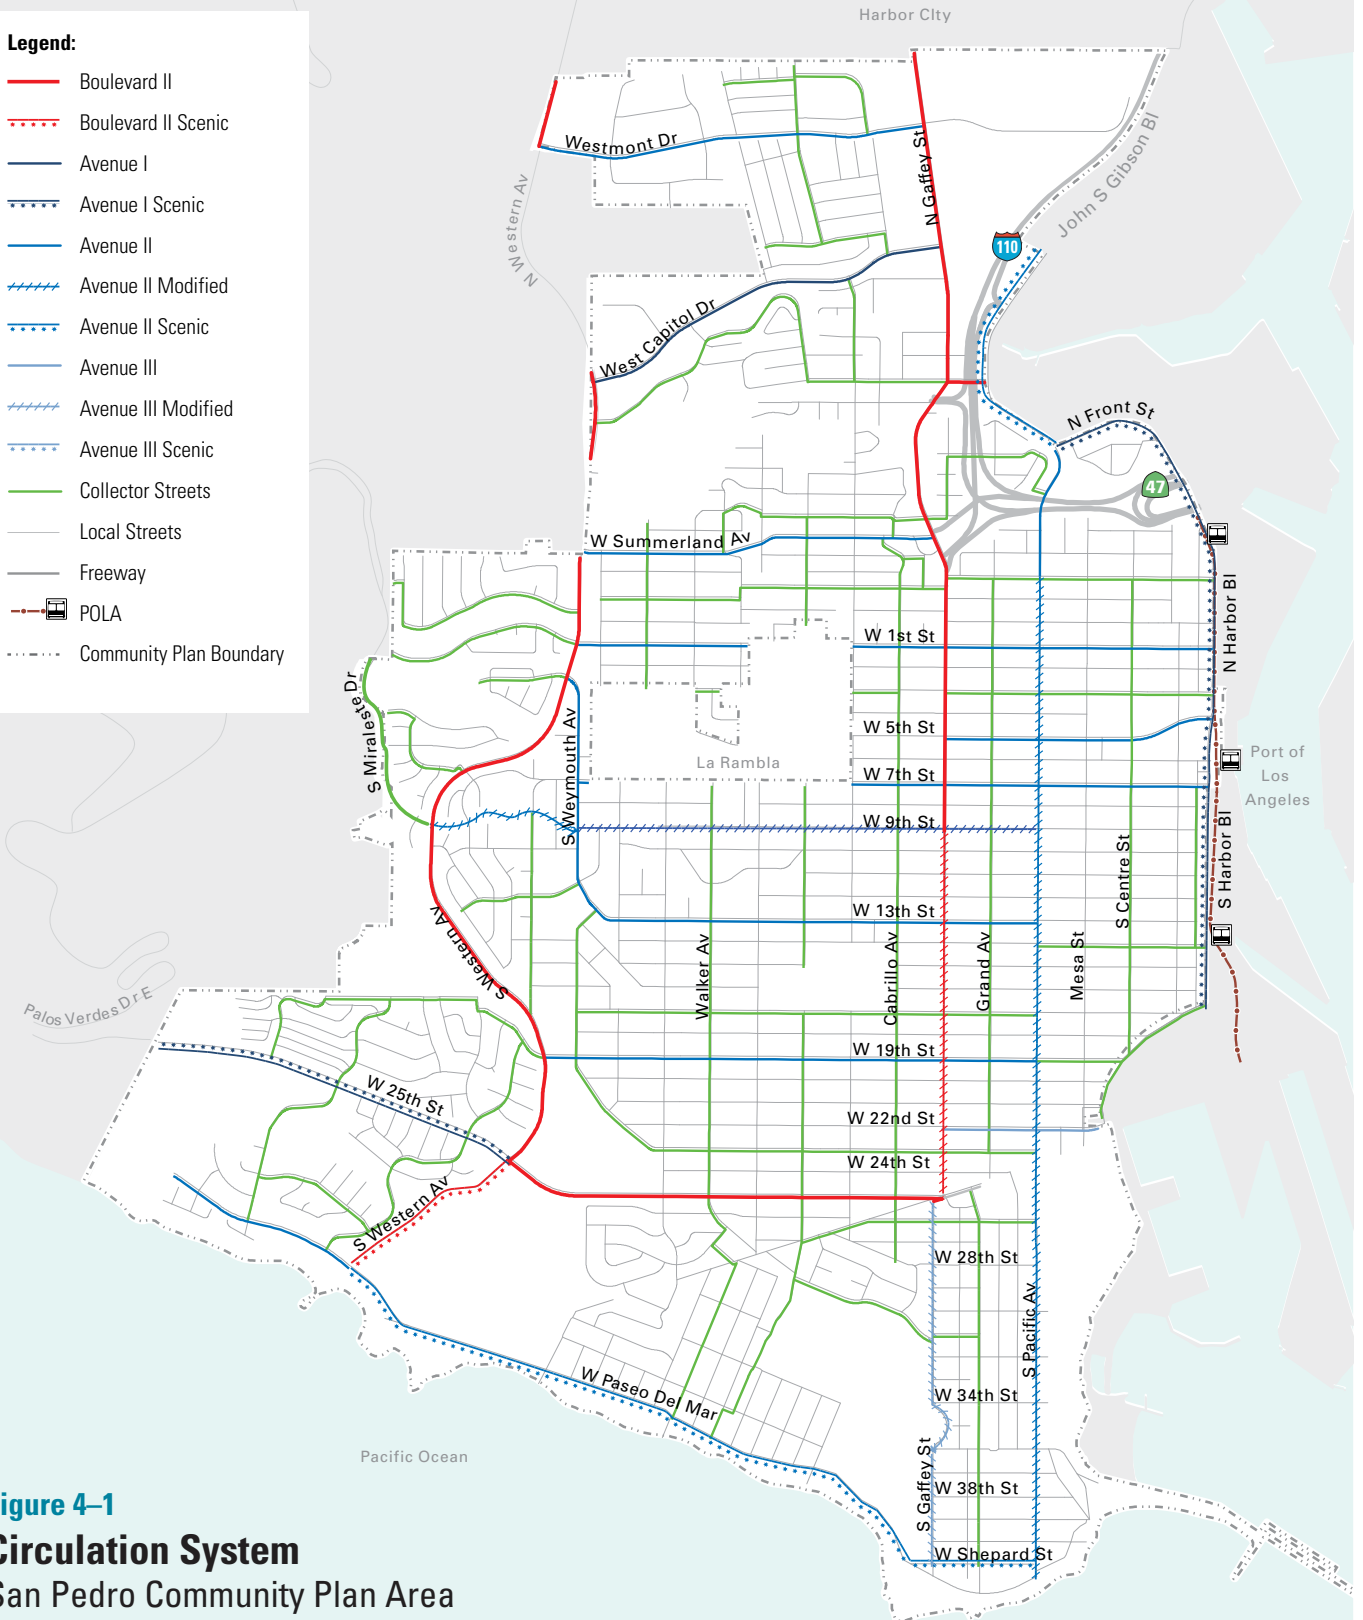 Harbor CIty
Legend:
Boulevard II
Boulevard II Scenic
Avenue I
Avenue I Scenic
Avenue II
Avenue II Modified
Avenue II Scenic
Avenue III
Avenue III Modified
Avenue III Scenic
Collector Streets
Local Streets
Freeway
POLA
Community Plan Boundary
Westmont Dr
N Gaffey St
John S Gibson Bl
N Western Av
110
West Capitol Dr
N Front St
47
W Summerland Av
N Harbor Bl
W 1st St
S Miraleste Dr
S Weymouth Av
W 5th St
La Rambla
W 7th St
Port of
Los
Angeles
W 9th St
S Harbor Bl
S Centre St
W 13th St
S Western Av
Walker Av
Cabrillo Av
Grand Av
Mesa St
Palos Verdes Dr E
W 19th St
W 25th St
W 22nd St
W 24th St
S Western Av
W 28th St
S Pacific Av
W Paseo Del Mar
W 34th St
Pacific Ocean
S Gaffey St
W 38th St
W Shepard St
igure 4–1
Circulation System
San Pedro Community Plan Area